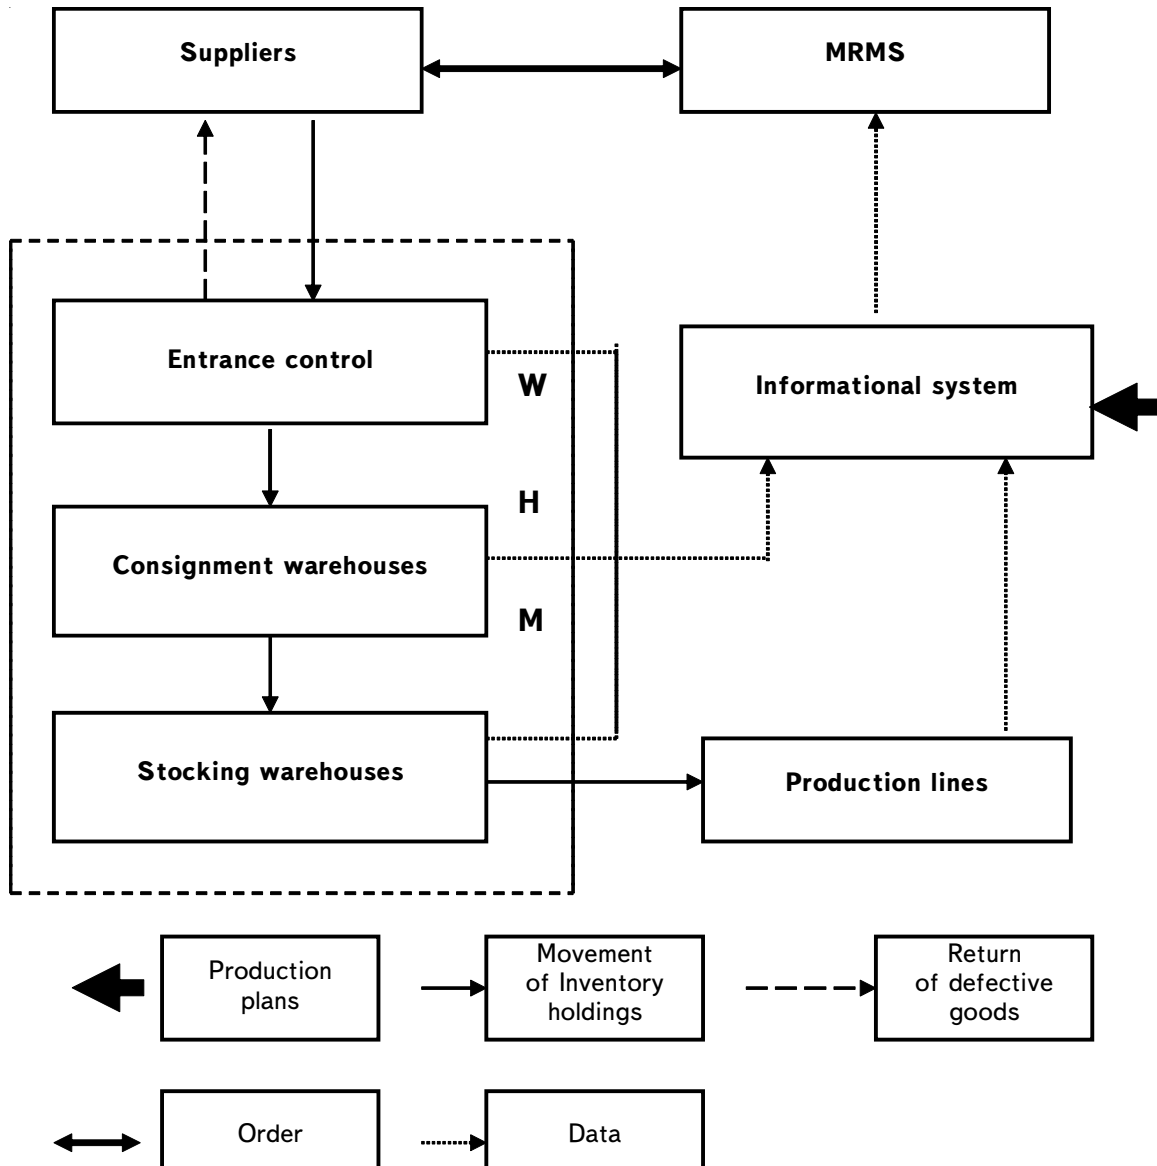 Suppliers
MRMS
Entrance control
W
Informational system
H
Consignment warehouses
M
Stocking warehouses
Production lines
Production
plans
Movement
of Inventory
holdings
Return
of defective
goods
Order
Data